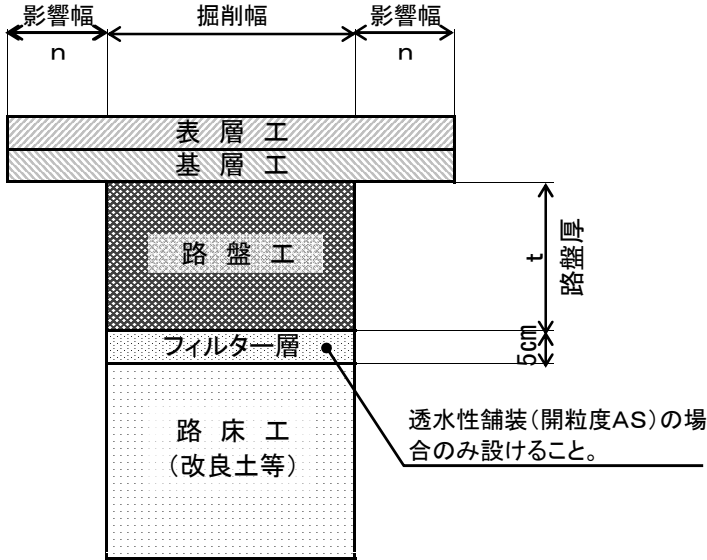 影響幅 掘削幅 影響幅
n n
表 層 工
基 層 工
路 盤 工
t
路盤厚
フィルター層
5cm
路 床 工
(改良土等)
透水性舗装(開粒度AS)の場
合のみ設けること。